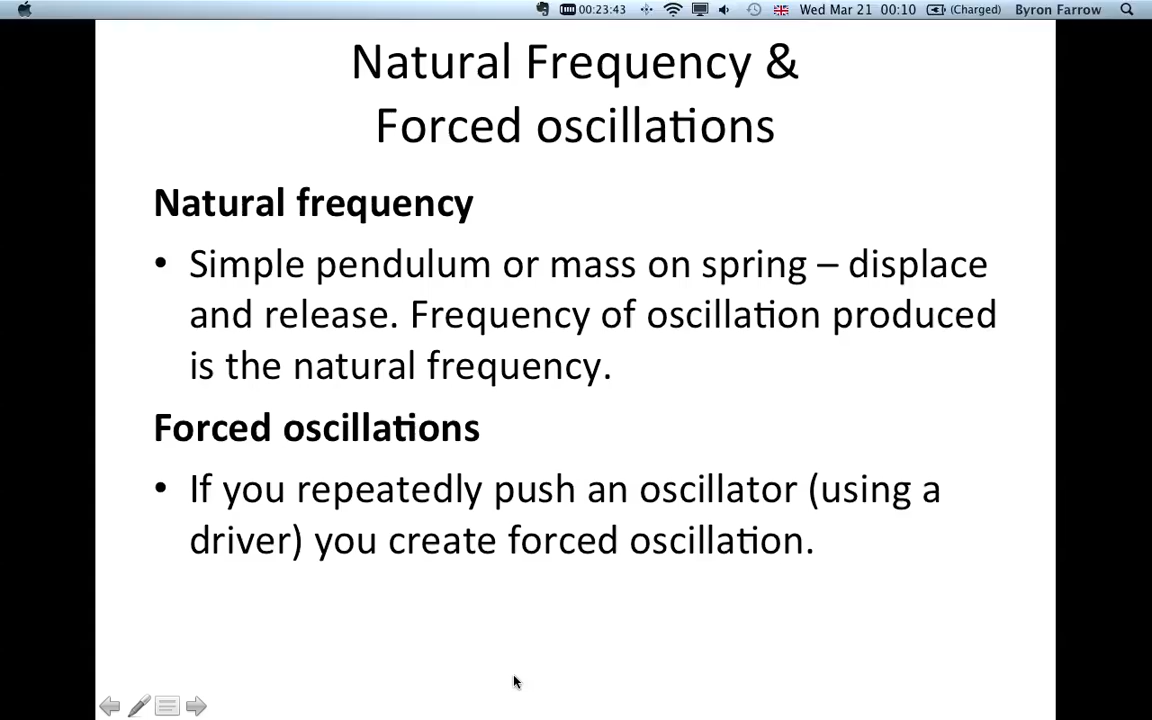 00:23:43 Wed Mar 21 00:10 (Charged) Byron Farrow
Natural Frequency &
Forced oscillations
Natural frequency
• Simple pendulum or mass on spring – displace
and release. Frequency of oscillation produced
is the natural frequency.
Forced oscillations
• If you repeatedly push an oscillator (using a
driver) you create forced oscillation.